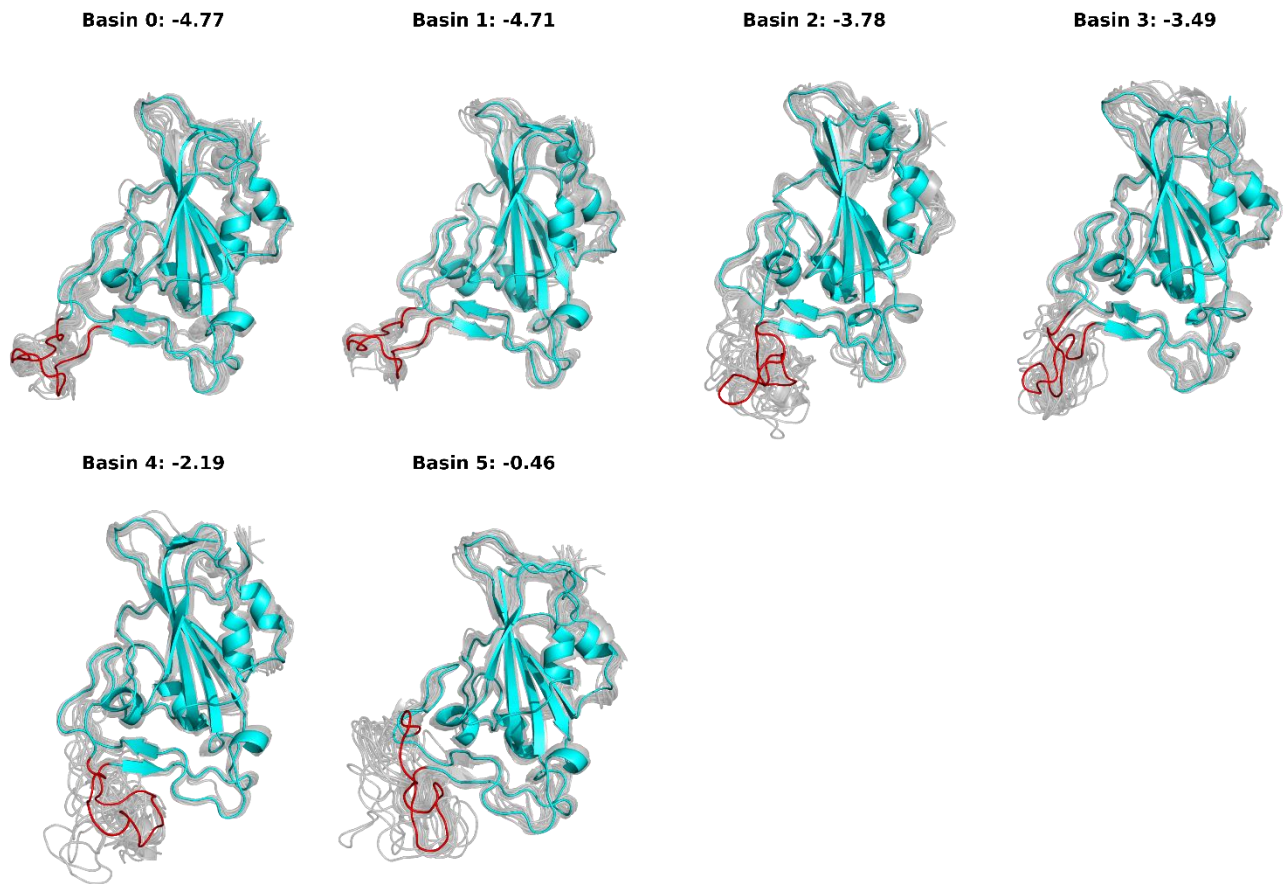 Basin 0: -4.77
Basin 1: -4.71
Basin 2: -3.78
Basin 3: -3.49
Basin 4: -2.19
Basin 5: -0.46